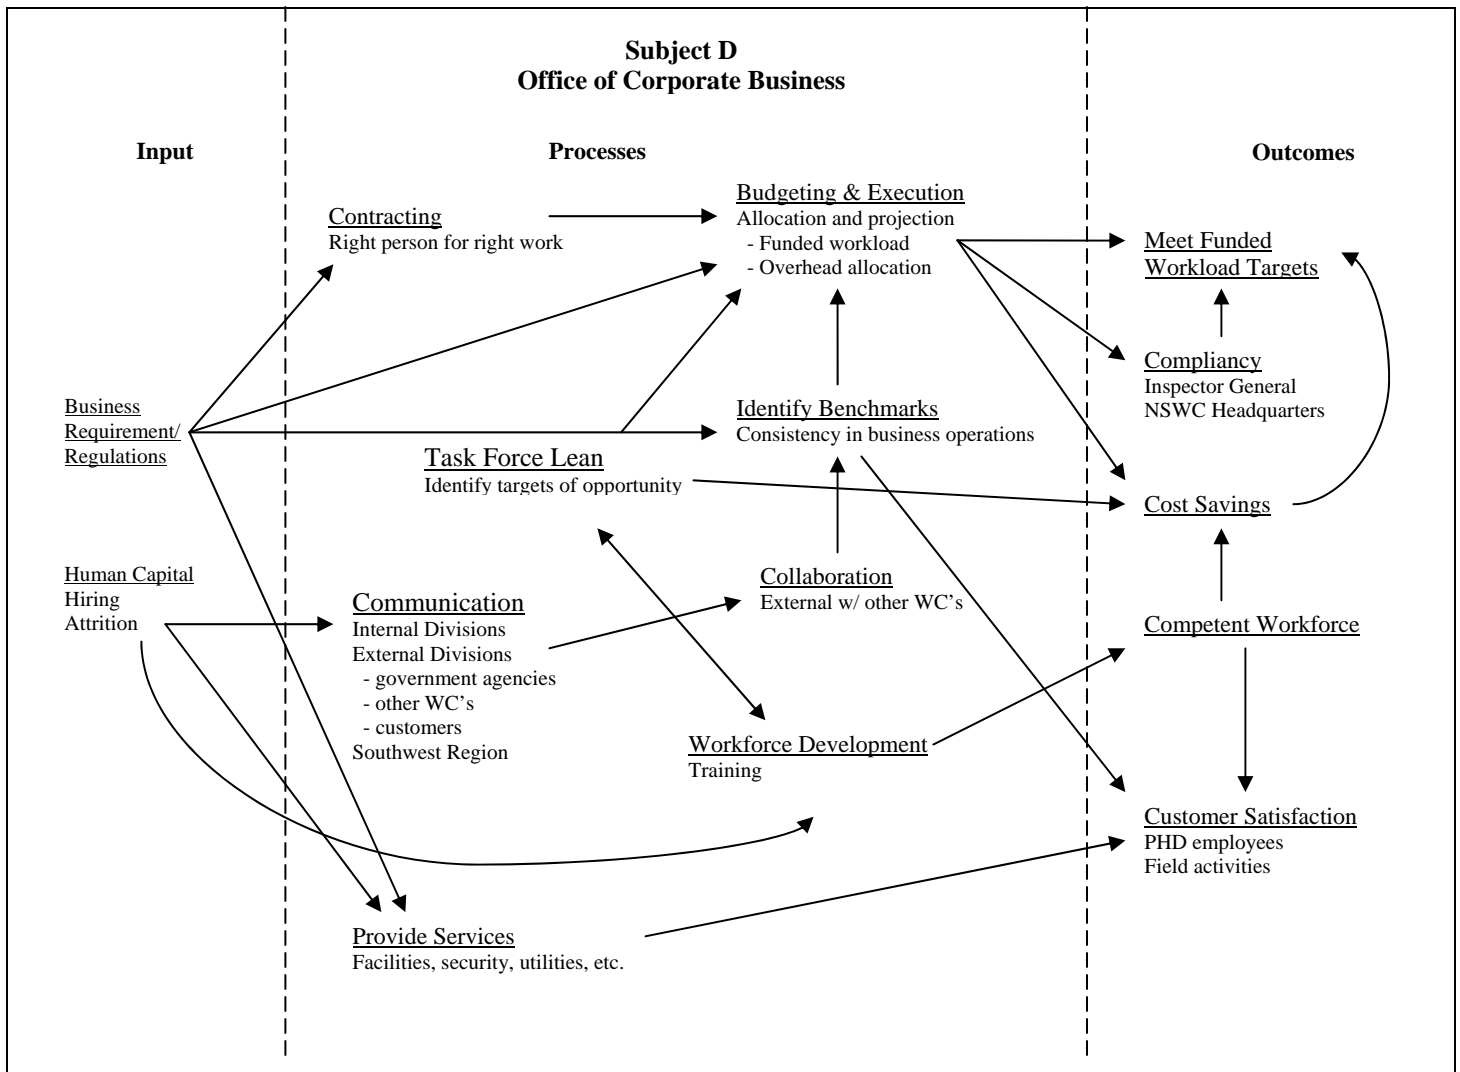 Subject D
Office of Corporate Business
Input
Processes
Outcomes
Contracting
Right person for right work
Budgeting & Execution
Allocation and projection
- Funded workload
- Overhead allocation
Meet Funded
Workload Targets
Compliancy
Inspector General
NSWC Headquarters
Business
Requirement/
Regulations
Identify Benchmarks
Consistency in business operations
Task Force Lean
Identify targets of opportunity
Cost Savings
Human Capital
Hiring
Attrition
Communication
Internal Divisions
External Divisions
- government agencies
- other WC's
- customers
Southwest Region
Collaboration
External w/ other WC's
Competent Workforce
Workforce Development
Training
Customer Satisfaction
PHD employees
Field activities
Provide Services
Facilities, security, utilities, etc.